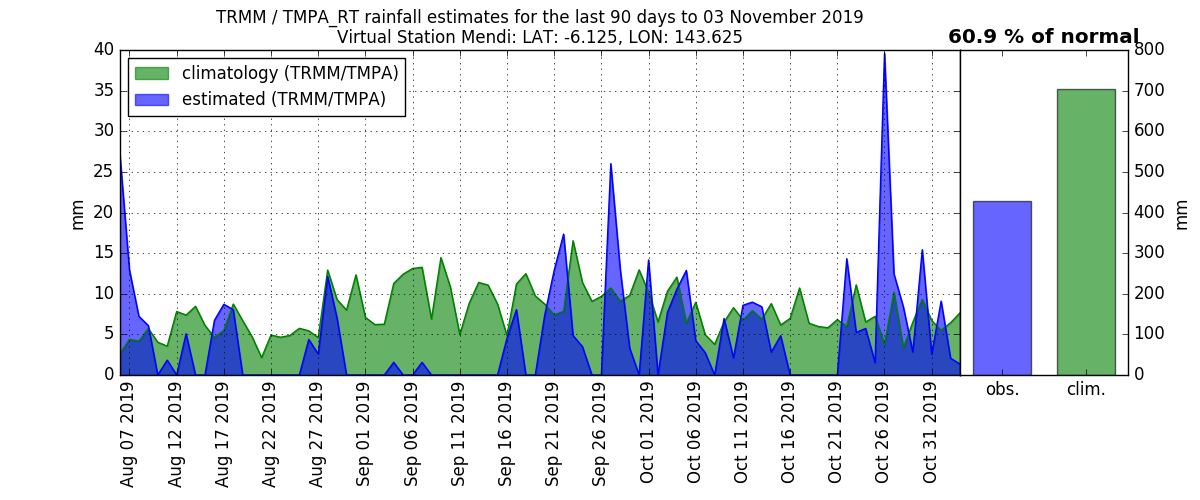 TRMM / TMPA_RT rainfall estimates for the last 90 days to 03 November 2019
Virtual Station Mendi: LAT: -6.125, LON: 143.625
60.9 % of normal
climatology (TRMM/TMPA)
estimated (TRMM/TMPA)
mm
40
35
30
25
20
15
10
5
0
Aug 07 2019
Aug 12 2019
Aug 17 2019
Aug 22 2019
Aug 27 2019
Sep 01 2019
Sep 06 2019
Sep 11 2019
Sep 16 2019
Sep 21 2019
Sep 26 2019
Oct 01 2019
Oct 06 2019
Oct 11 2019
Oct 16 2019
Oct 21 2019
Oct 26 2019
Oct 31 2019
obs.
clim.
800
700
600
500
400
300
200
100
0
mm